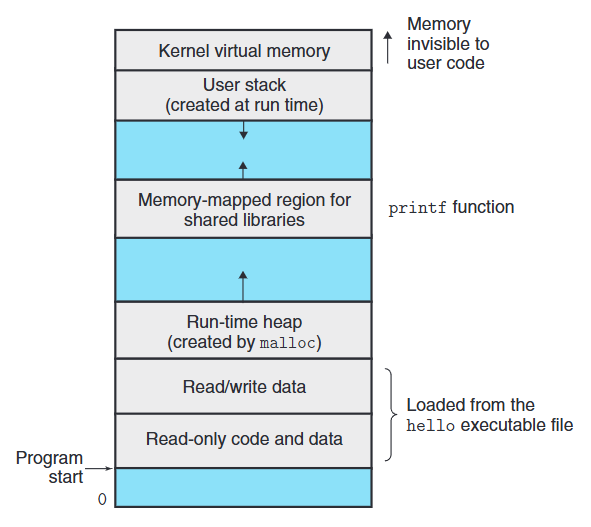 Memory
invisible to
user code
Kernel virtual memory
User stack
(created at run time)
Memory-mapped region for
shared libraries
printf function
Run-time heap
(created by malloc)
Read/write data
Loaded from the
hello executable file
Read-only code and data
Program
start
0